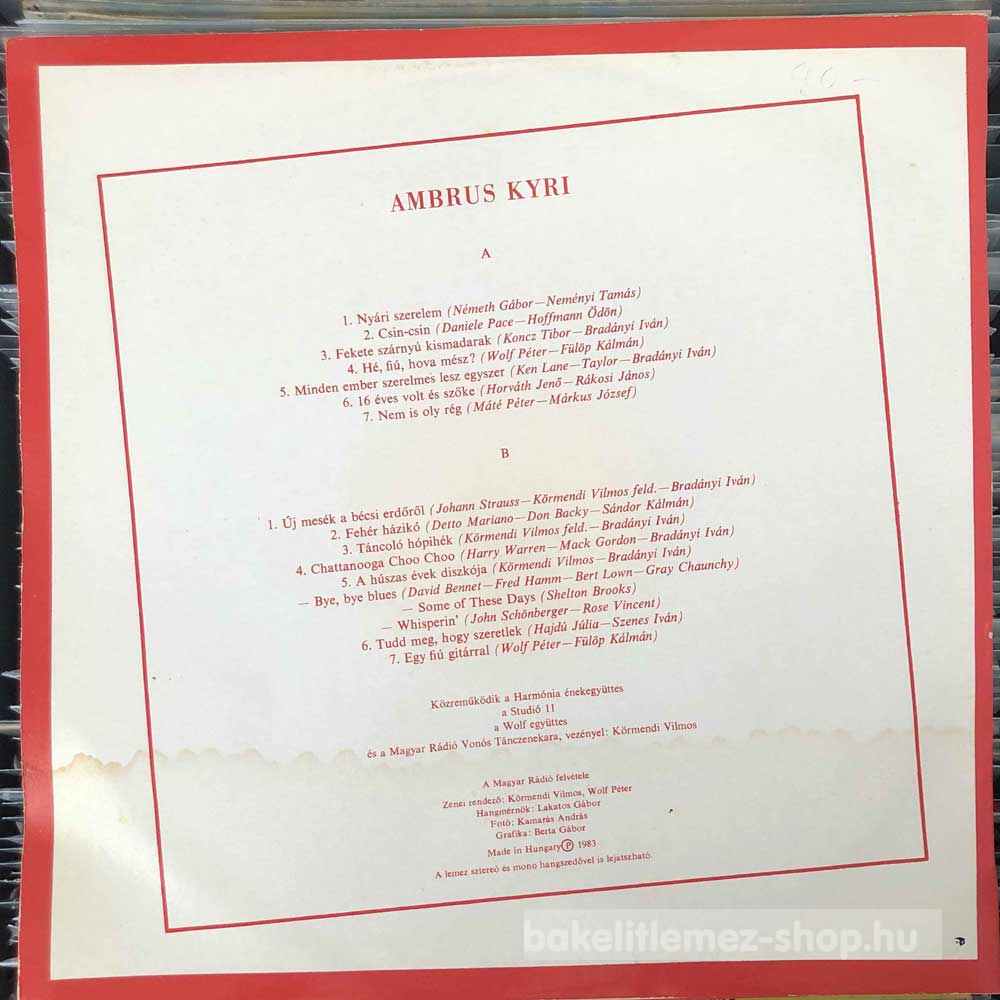 80 —
AMBRUS KYRI
A
1. Nyári szerelem (Németh Gábor—Neményi Tamás)
2. Csin-csin (Daniele Pace—Hoffmann Ödön)
3. Fekete szárnyú kismadarak (Koncz Tibor—Bradányi Iván)
4. Hé, fiú, hova mész? (Wolf Péter—Fülöp Kálmán)
5. Minden ember szerelmes lesz egyszer (Ken Lane—Taylor—Bradányi Iván)
6. 16 éves volt és szőke (Horváth Jenő—Rákosi János)
7. Nem is oly rég (Máté Péter—Márkus József)
B
1. Új mesék a bécsi erdőről (Johann Strauss—Körmendi Vilmos feld.—Bradányi Iván)
2. Fehér házikó (Detto Mariano—Don Backy—Sándor Kálmán)
3. Táncoló hópihék (Körmendi Vilmos feld.—Bradányi Iván)
4. Chattanooga Choo Choo (Harry Warren—Mack Gordon—Bradányi Iván)
5. A húszas évek diszkója (Körmendi Vilmos—Bradányi Iván)
— Bye, bye blues (David Bennet—Fred Hamm—Bert Lown—Gray Chaunchy)
— Some of These Days (Shelton Brooks)
— Whisperin' (John Schönberger—Rose Vincent)
6. Tudd meg, hogy szeretlek (Hajdú Júlia—Szenes Iván)
7. Egy fiú gitárral (Wolf Péter—Fülöp Kálmán)
Közreműködik a Harmónia énekegyüttes
a Studió 11
a Wolf együttes
és a Magyar Rádió Vonós Tánczenekara, vezényel: Körmendi Vilmos
A Magyar Rádió felvétele
Zenei rendező: Körmendi Vilmos, Wolf Péter
Hangmérnök: Lakatos Gábor
Fotó: Kamarás András
Grafika: Berta Gábor
Made in Hungary Ⓟ 1983
A lemez sztereó és mono hangszedővel is lejátszható.
bakelitlemez-shop.hu